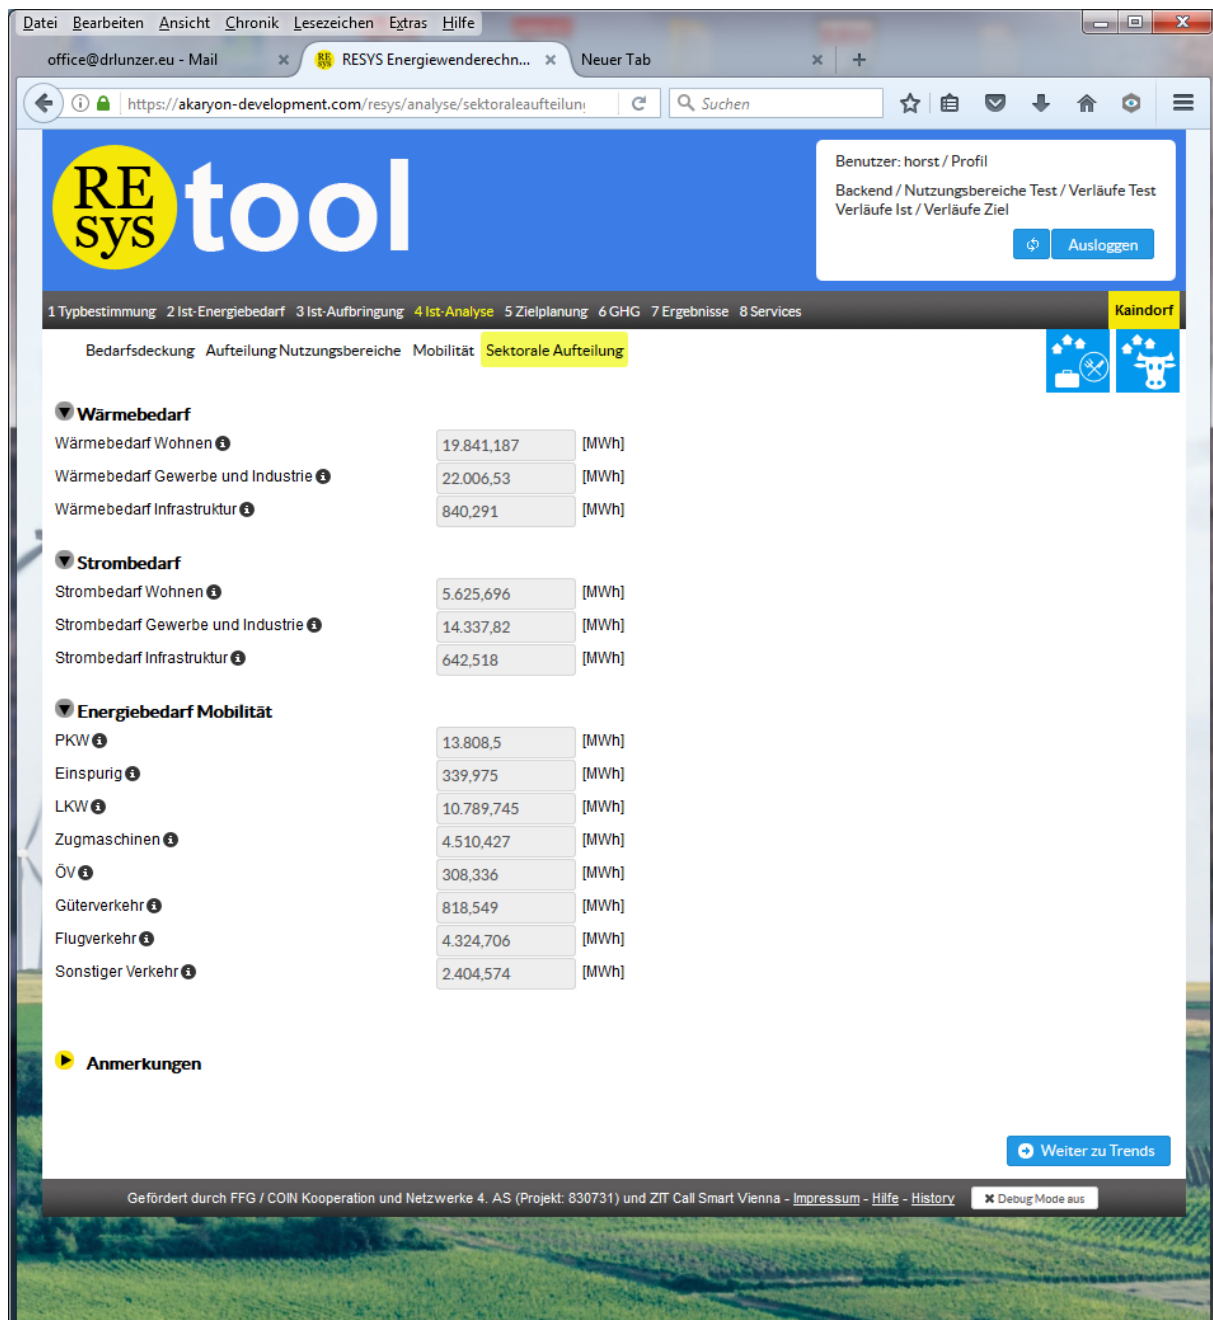 Datei Bearbeiten Ansicht Chronik Lesezeichen Extras Hilfe
office@drlunzer.eu - Mail RESYS Energiewenderechn... Neuer Tab
https://akaryon-development.com/resys/analyse/sektoraleaufteilun Suchen
RE
sys
tool
Benutzer: horst / Profil
Backend / Nutzungsbereiche Test / Verläufe Test
Verläufe Ist / Verläufe Ziel
Ausloggen
1 Typbestimmung 2 Ist-Energiebedarf 3 Ist-Aufbringung 4 Ist-Analyse 5 Zielplanung 6 GHG 7 Ergebnisse 8 Services Kaindorf
Bedarfsdeckung Aufteilung Nutzungsbereiche Mobilität Sektorale Aufteilung
Wärmebedarf
Wärmebedarf Wohnen 19.841,187 [MWh]
Wärmebedarf Gewerbe und Industrie 22.006,53 [MWh]
Wärmebedarf Infrastruktur 840,291 [MWh]
Strombedarf
Strombedarf Wohnen 5.625,696 [MWh]
Strombedarf Gewerbe und Industrie 14.337,82 [MWh]
Strombedarf Infrastruktur 642,518 [MWh]
Energiebedarf Mobilität
PKW 13.808,5 [MWh]
Einspurig 339,975 [MWh]
LKW 10.789,745 [MWh]
Zugmaschinen 4.510,427 [MWh]
ÖV 308,336 [MWh]
Güterverkehr 818,549 [MWh]
Flugverkehr 4.324,706 [MWh]
Sonstiger Verkehr 2.404,574 [MWh]
Anmerkungen
Weiter zu Trends
Gefördert durch FFG / COIN Kooperation und Netzwerke 4. AS (Projekt: 830731) und ZIT Call Smart Vienna - Impressum - Hilfe - History Debug Mode aus